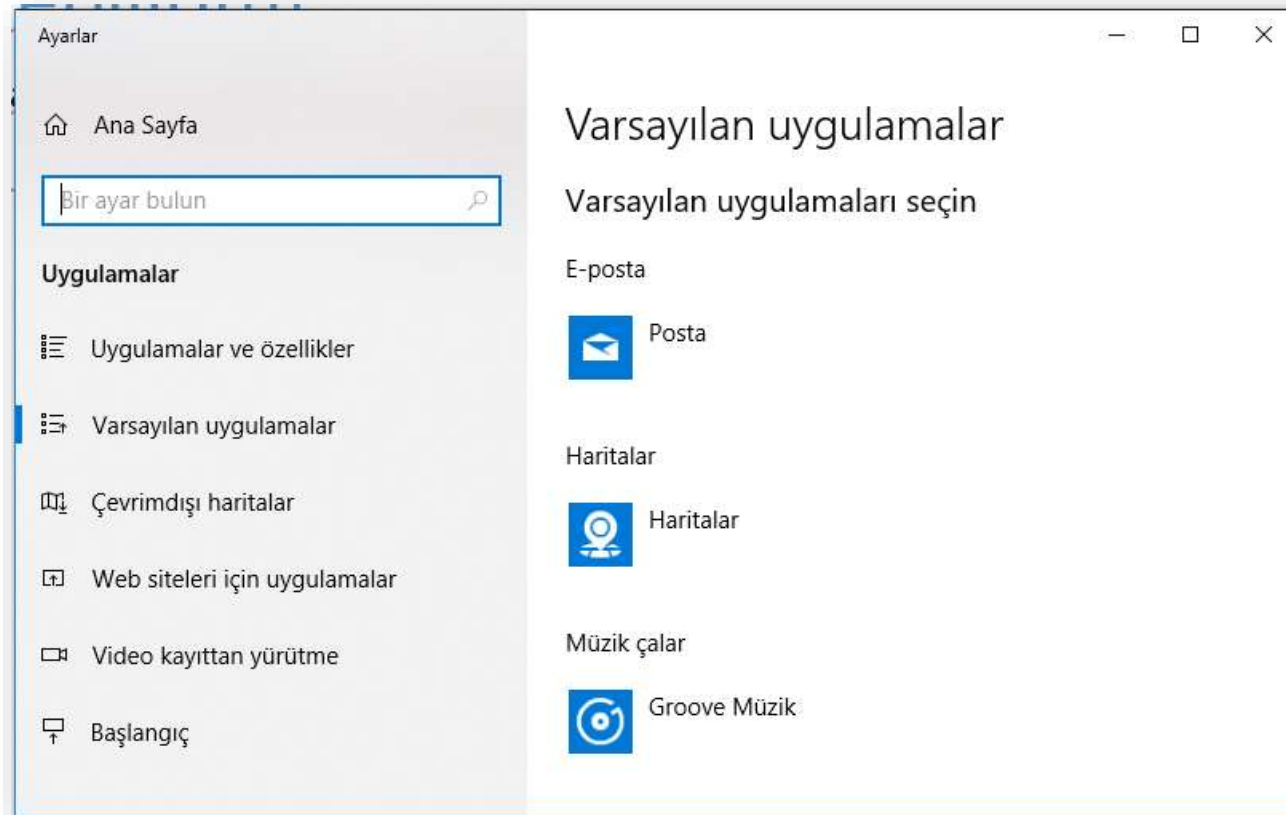 Ayarlar
Ana Sayfa
Bir ayar bulun
Uygulamalar
Uygulamalar ve özellikler
Varsayılan uygulamalar
Çevrimdışı haritalar
Web siteleri için uygulamalar
Video kayıttan yürütme
Başlangıç
Varsayılan uygulamalar
Varsayılan uygulamaları seçin
E-posta
Posta
Haritalar
Haritalar
Müzik çalar
Groove Müzik